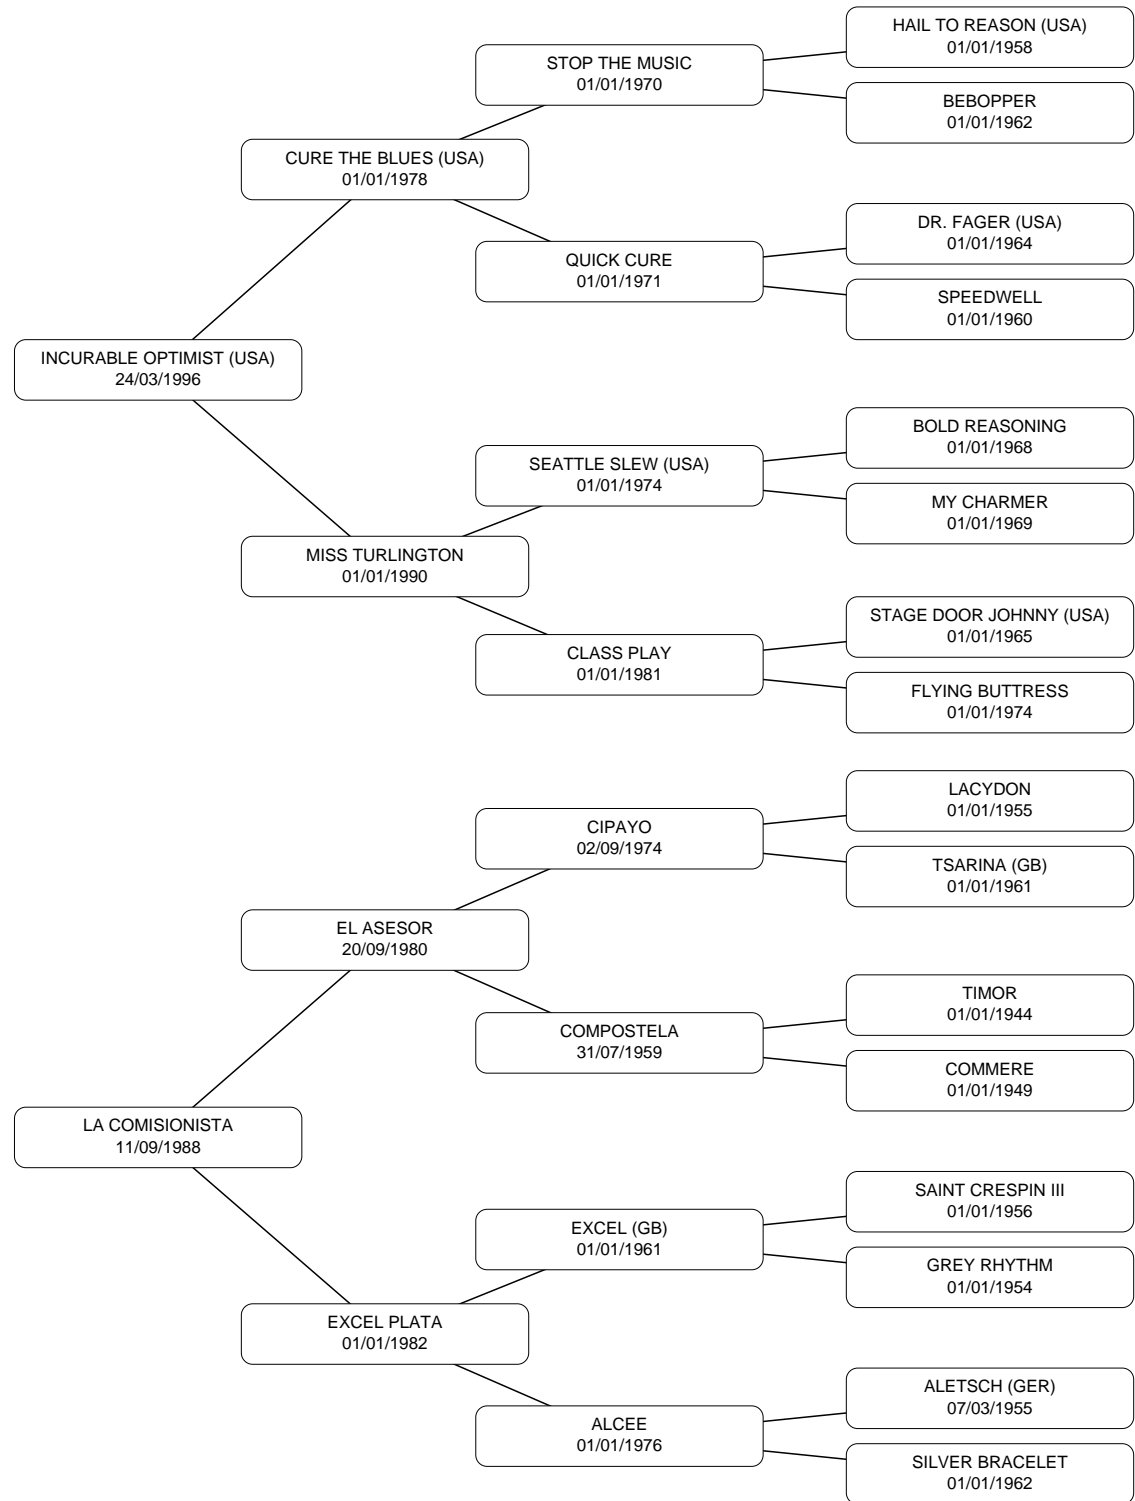 HAIL TO REASON (USA)
01/01/1958
STOP THE MUSIC
01/01/1970
BEBOPPER
01/01/1962
CURE THE BLUES (USA)
01/01/1978
DR. FAGER (USA)
01/01/1964
QUICK CURE
01/01/1971
SPEEDWELL
01/01/1960
INCURABLE OPTIMIST (USA)
24/03/1996
BOLD REASONING
01/01/1968
SEATTLE SLEW (USA)
01/01/1974
MY CHARMER
01/01/1969
MISS TURLINGTON
01/01/1990
STAGE DOOR JOHNNY (USA)
01/01/1965
CLASS PLAY
01/01/1981
FLYING BUTTRESS
01/01/1974
LACYDON
01/01/1955
CIPAYO
02/09/1974
TSARINA (GB)
01/01/1961
EL ASESOR
20/09/1980
TIMOR
01/01/1944
COMPOSTELA
31/07/1959
COMMERE
01/01/1949
LA COMISIONISTA
11/09/1988
SAINT CRESPIN III
01/01/1956
EXCEL (GB)
01/01/1961
GREY RHYTHM
01/01/1954
EXCEL PLATA
01/01/1982
ALETSCH (GER)
07/03/1955
ALCEE
01/01/1976
SILVER BRACELET
01/01/1962